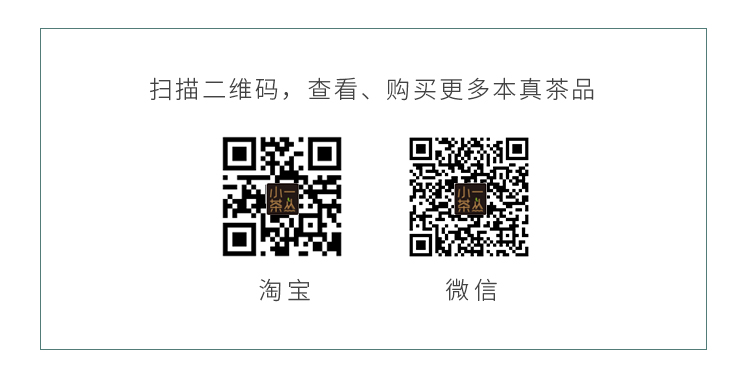 扫描二维码，查看、购买更多本真茶品
小一
茶丛
小一
茶丛
淘宝
微信